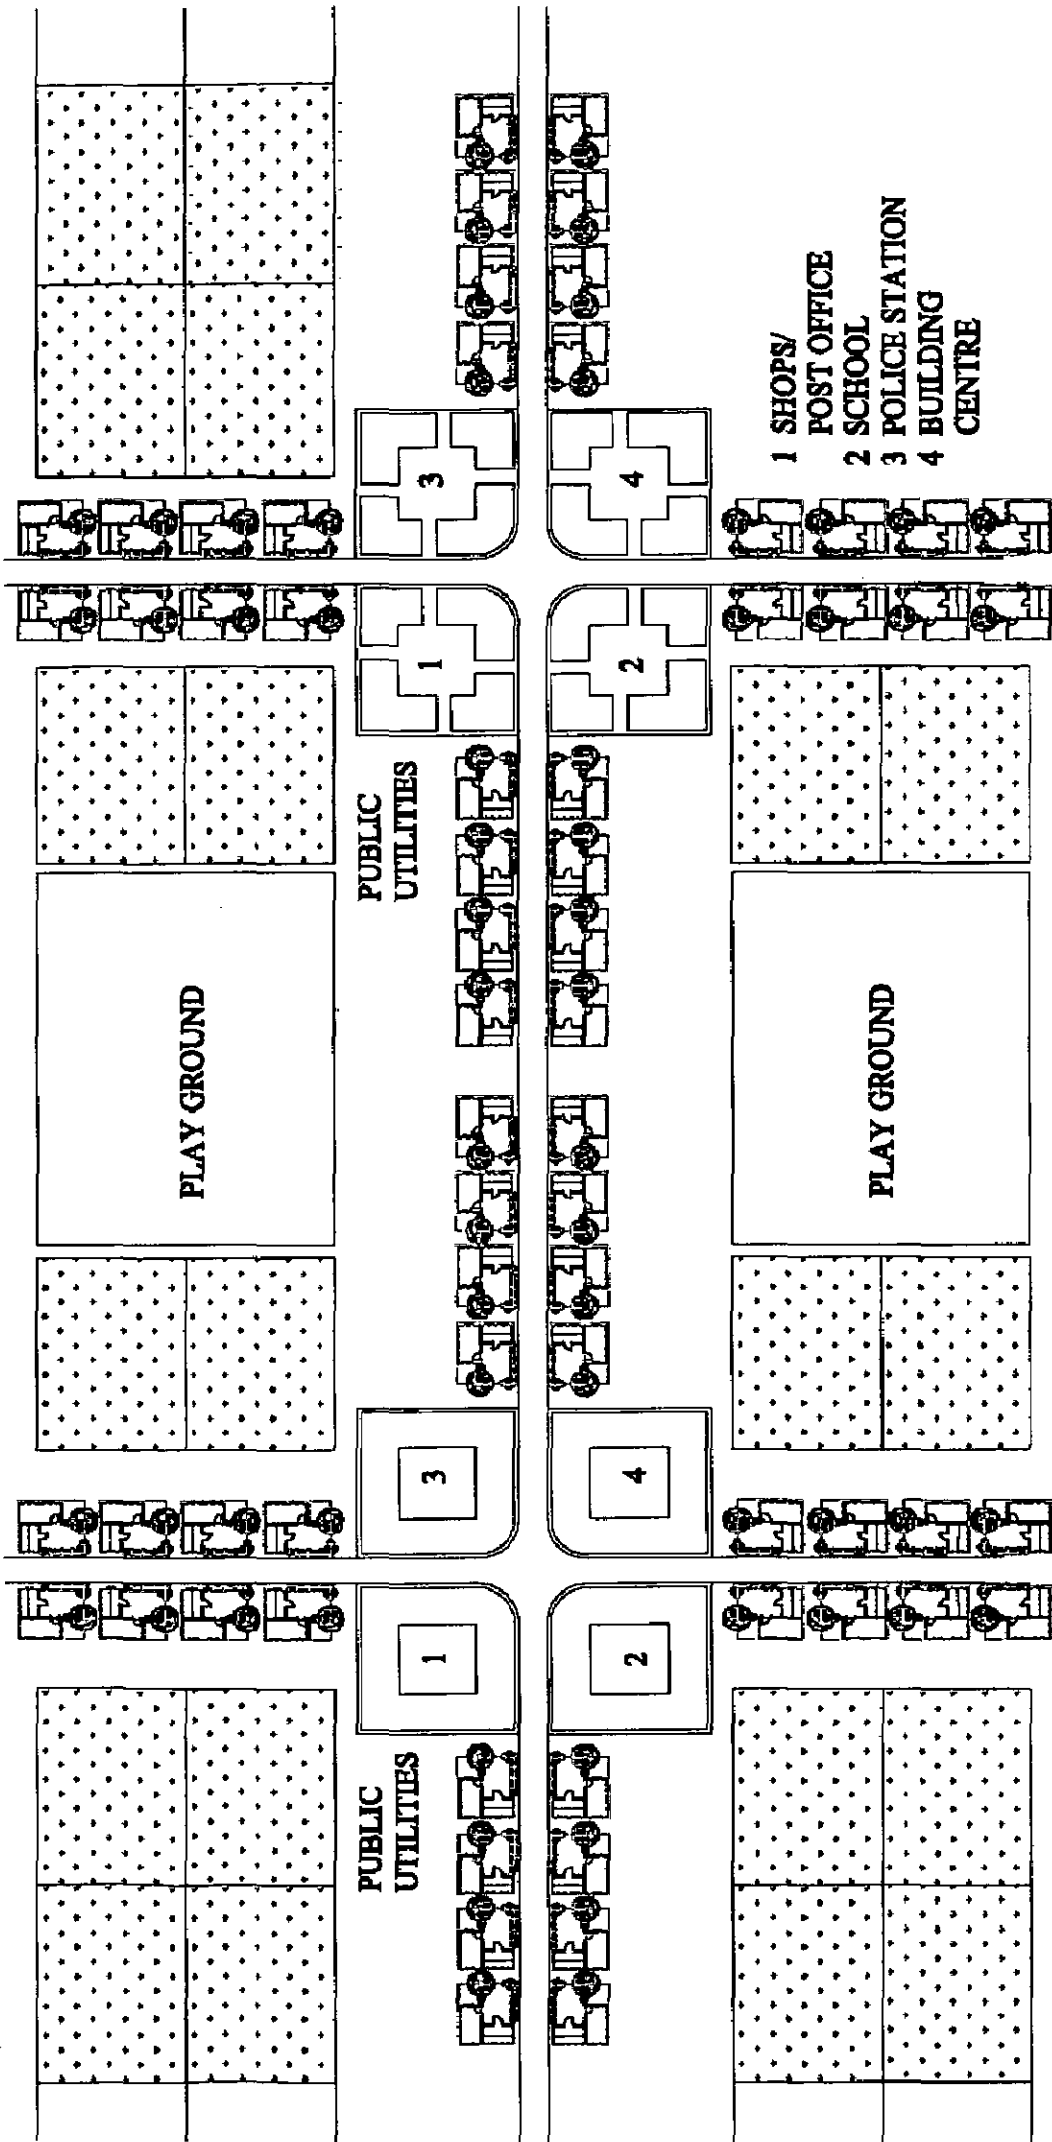 PLAY GROUND
PUBLIC
UTILITIES
PUBLIC
UTILITIES
1
3
1
3
2
4
2
4
PLAY GROUND
1 SHOPS/
POST OFFICE
2 SCHOOL
3 POLICE STATION
4 BUILDING
CENTRE